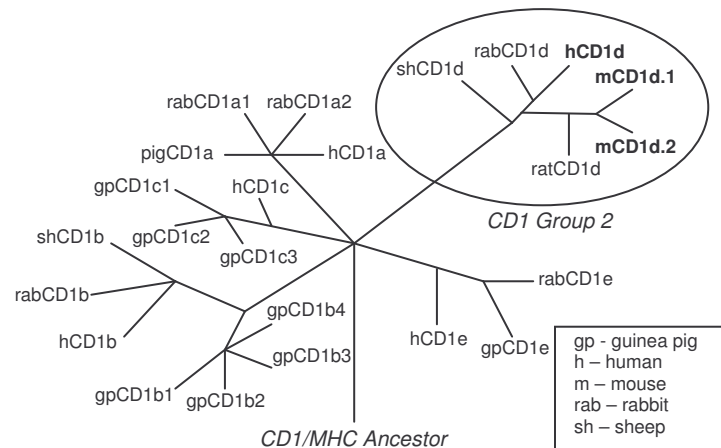 rabCD1d
hCD1d
shCD1d
mCD1d.1
mCD1d.2
ratCD1d
CD1 Group 2
rabCD1a1
rabCD1a2
pigCD1a
hCD1a
gpCD1c1
hCD1c
gpCD1c2
gpCD1c3
shCD1b
rabCD1b
hCD1b
gpCD1b4
gpCD1b3
gpCD1b1
gpCD1b2
rabCD1e
hCD1e
gpCD1e
CD1/MHC Ancestor
gp - guinea pig
h – human
m – mouse
rab – rabbit
sh – sheep